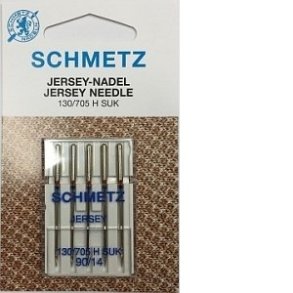 SCHMETZ
JERSEY-NADEL
JERSEY NEEDLE
130/705 H SUK
SCHMETZ
JERSEY
130/705 H SUK
90/14